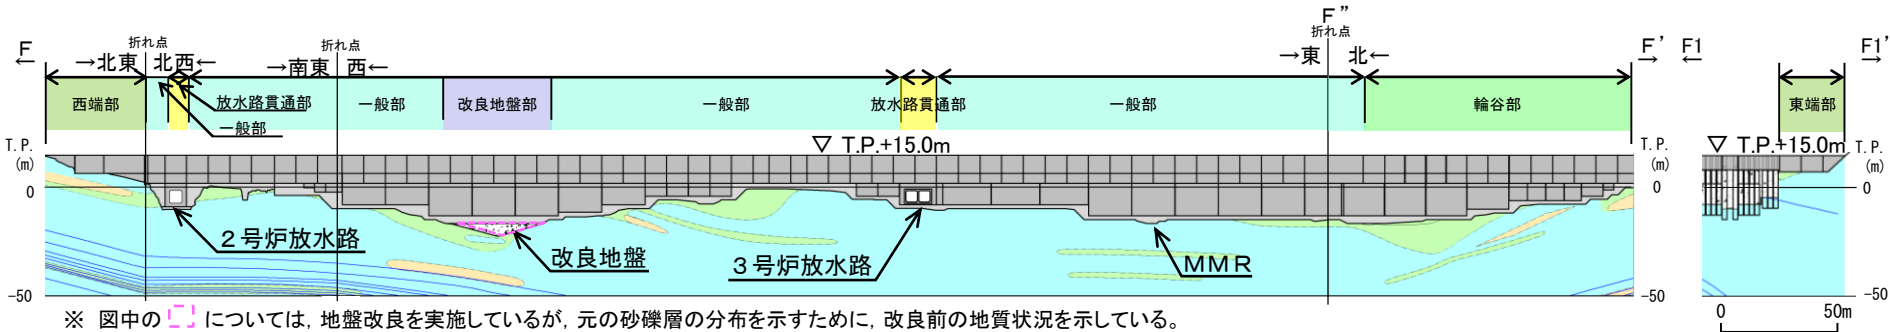 F 折れ点 折れ点 F” 折れ点 F’ F1 F1’
← →北東 北西← →南東 西← →東 北← → ← →
西端部 放水路貫通部 一般部 改良地盤部 一般部 放水路貫通部 一般部 輪谷部 東端部
一般部
T.P. (m) ▽ T.P.+15.0m T.P. (m) ▽ T.P.+15.0m T.P. (m)
0 0 0
2号炉放水路 改良地盤 3号炉放水路 MMR
-50 -50 -50
※ 図中の については,地盤改良を実施しているが,元の砂礫層の分布を示すために,改良前の地質状況を示している。
0 50m